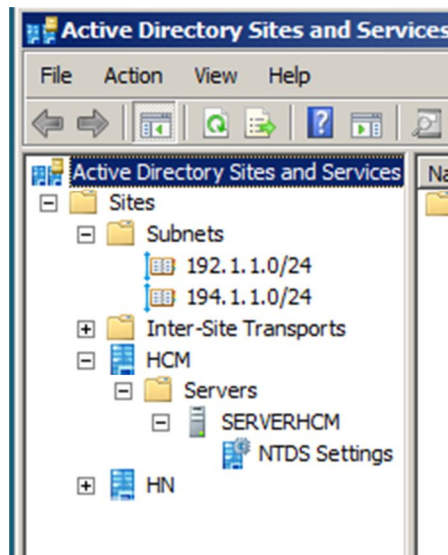 Active Directory Sites and Services
File Action View Help
Active Directory Sites and Services
Na
Sites
Subnets
192.1.1.0/24
194.1.1.0/24
Inter-Site Transports
HCM
Servers
SERVERHCM
NTDS Settings
HN